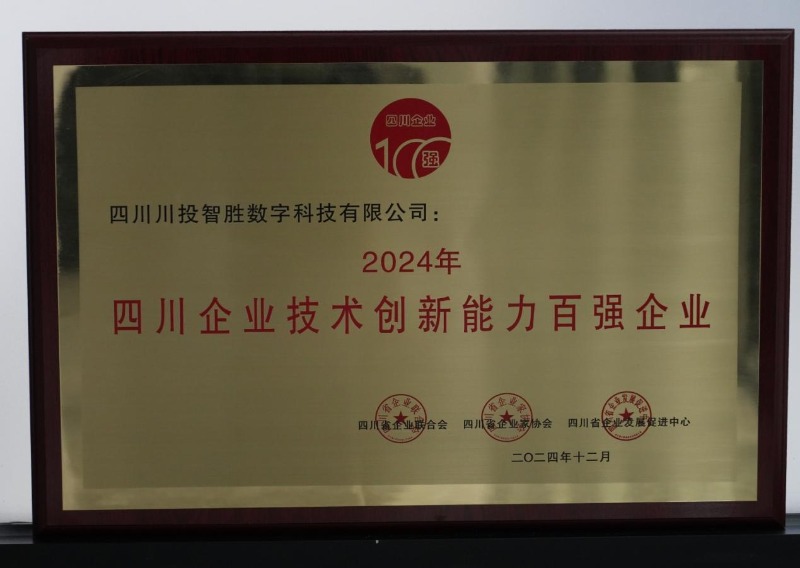 四川企业
100强
四川川投智胜数字科技有限公司：
2024年
四川企业技术创新能力百强企业
四川省企业联合会 四川省企业家协会 四川省企业发展促进中心
二〇二四年十二月